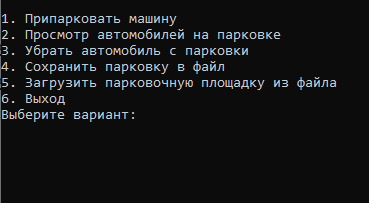 1. Припарковать машину
2. Просмотр автомобилей на парковке
3. Убрать автомобиль с парковки
4. Сохранить парковку в файл
5. Загрузить парковочную площадку из файла
6. Выход
Выберите вариант: